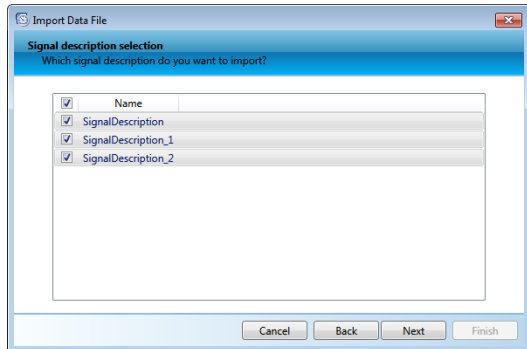 Import Data File
Signal description selection
Which signal description do you want to import?
Name
SignalDescription
SignalDescription_1
SignalDescription_2
Cancel Back Next Finish